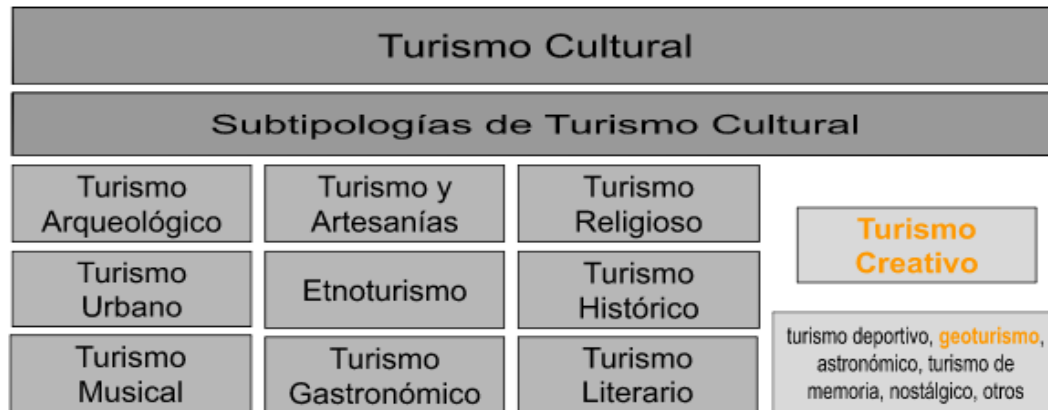 Turismo Cultural
Subtipologías de Turismo Cultural
Turismo
Arqueológico
Turismo y
Artesanías
Turismo
Religioso
Turismo
Creativo
Turismo
Urbano
Etnoturismo
Turismo
Histórico
Turismo
Musical
Turismo
Gastronómico
Turismo
Literario
turismo deportivo, geoturismo,
astronómico, turismo de
memoria, nostálgico, otros